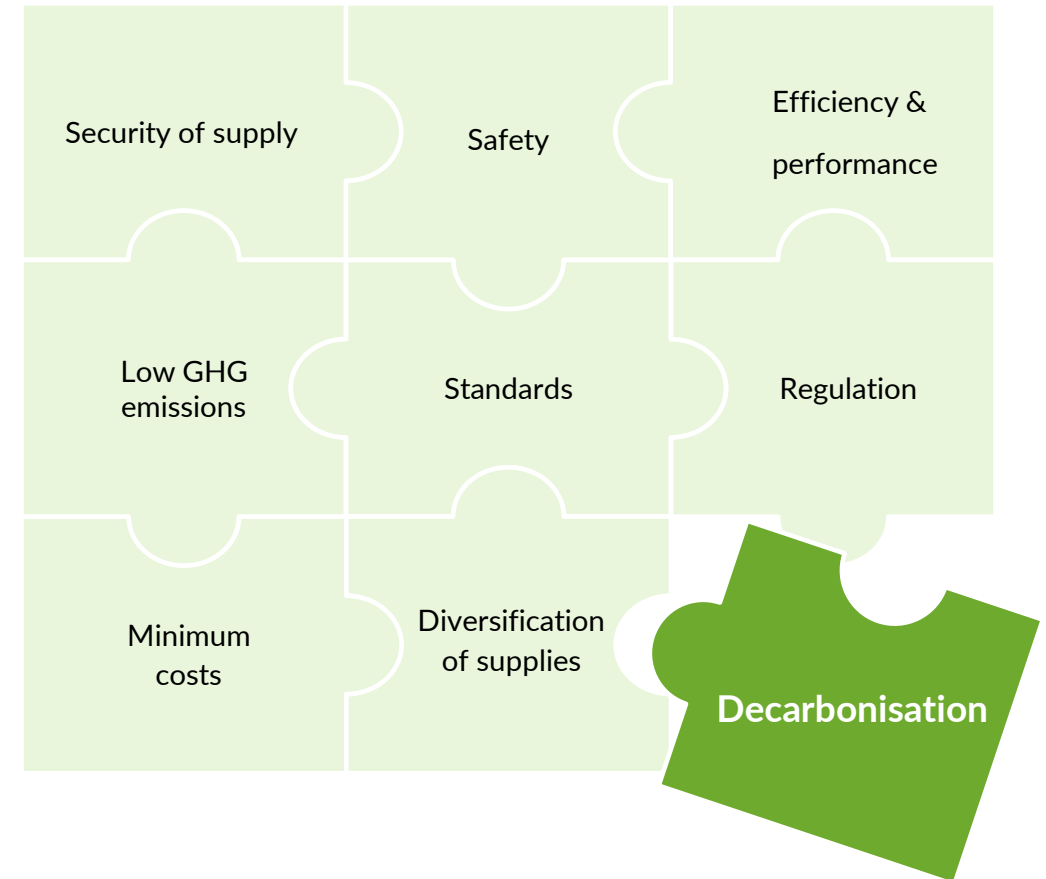 Security of supply
Safety
Efficiency &
performance
Low GHG
emissions
Standards
Regulation
Minimum
costs
Diversification
of supplies
Decarbonisation